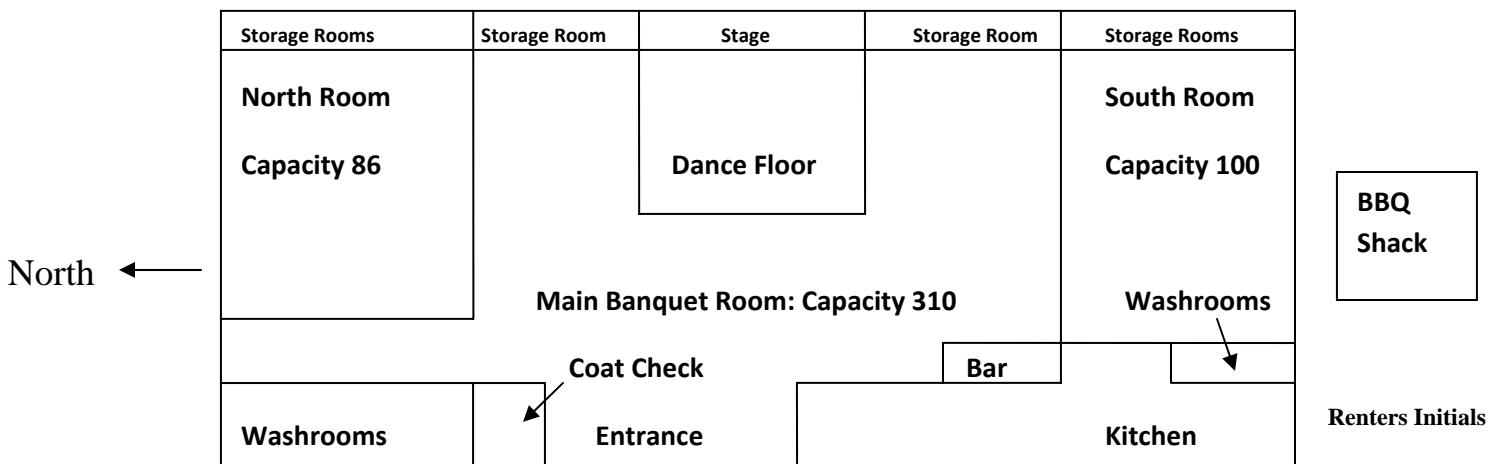 Storage Rooms Storage Room Stage Storage Room Storage Rooms
North Room South Room
Capacity 86 Dance Floor Capacity 100
BBQ
Shack
North
Main Banquet Room: Capacity 310 Washrooms
Coat Check Bar
Washrooms Entrance Kitchen
Renters Initials